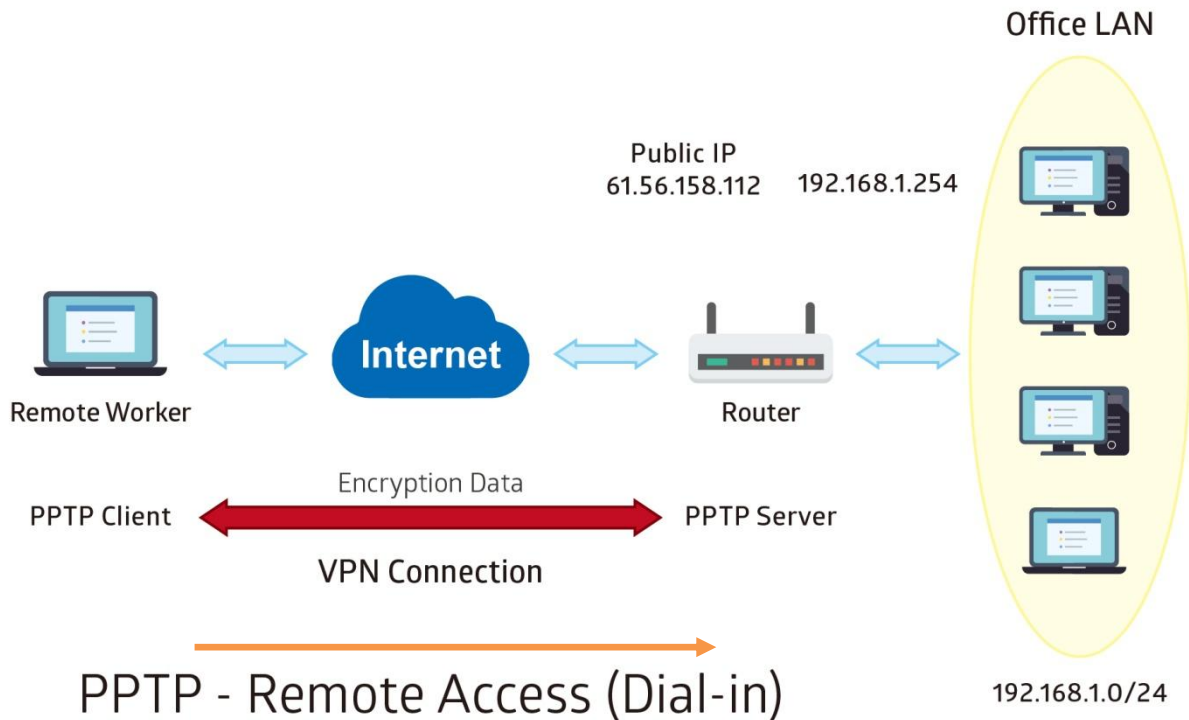 Office LAN
Public IP
61.56.158.112
192.168.1.254
Internet
Remote Worker
Router
Encryption Data
PPTP Client
PPTP Server
VPN Connection
PPTP - Remote Access (Dial-in)
192.168.1.0/24